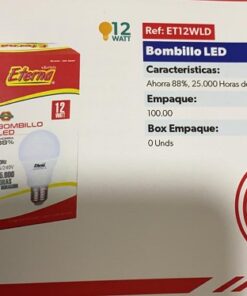 12
WATT
Ref: ET12WLD
Bombillo LED
Caracteristicas:
Ahorra 88%, 25.000 Horas de
Empaque:
100.00
Box Empaque:
0 Unds
Eterna
12
WATT
BOMBILLO
LED
88%